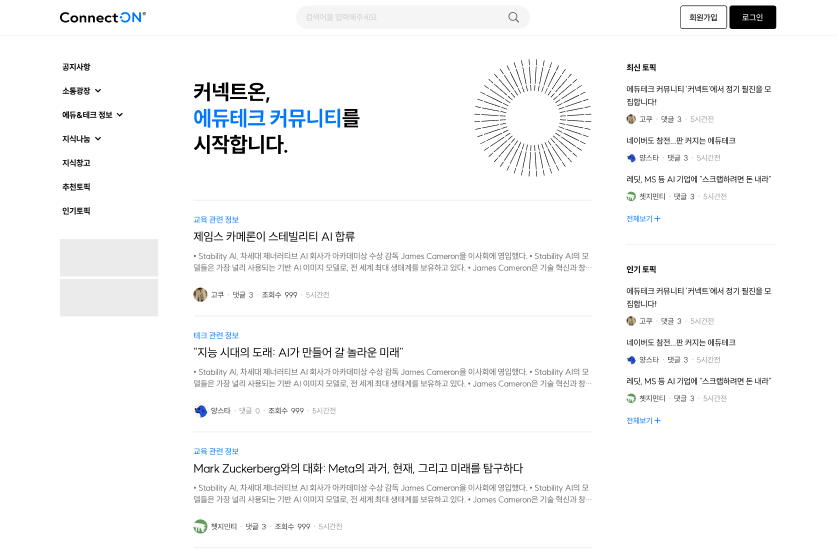 ConnectON
검색어를 입력해주세요
회원가입
로그인
공지사항
소통광장
에듀&테크 정보
지식나눔
지식창고
추천토픽
인기토픽
커넥트온,
에듀테크 커뮤니티를
시작합니다.
교육 관련 정보
제임스 카메론이 스테빌리티 AI 합류
• Stability AI, 차세대 제너러티브 AI 회사가 아카데미상 수상 감독 James Cameron을 이사회에 영입했다. • Stability AI의 모
델들은 가장 널리 사용되는 기반 AI 이미지 모델로, 전 세계 최대 생태계를 보유하고 있다. • James Cameron은 기술 혁신과 창…
고쿠 · 댓글 3 · 조회수 999 · 5시간전
테크 관련 정보
"지능 시대의 도래: AI가 만들어 갈 놀라운 미래"
• Stability AI, 차세대 제너러티브 AI 회사가 아카데미상 수상 감독 James Cameron을 이사회에 영입했다. • Stability AI의 모
델들은 가장 널리 사용되는 기반 AI 이미지 모델로, 전 세계 최대 생태계를 보유하고 있다. • James Cameron은 기술 혁신과 창…
양스타 · 댓글 0 · 조회수 999 · 5시간전
교육 관련 정보
Mark Zuckerberg와의 대화: Meta의 과거, 현재, 그리고 미래를 탐구하다
• Stability AI, 차세대 제너러티브 AI 회사가 아카데미상 수상 감독 James Cameron을 이사회에 영입했다. • Stability AI의 모
델들은 가장 널리 사용되는 기반 AI 이미지 모델로, 전 세계 최대 생태계를 보유하고 있다. • James Cameron은 기술 혁신과 창…
쳇지민티 · 댓글 3 · 조회수 999 · 5시간전
최신 토픽
에듀테크 커뮤니티 '커넥트'에서 정기 필진을 모
집합니다!
고쿠 · 댓글 3 · 5시간전
네이버도 참전...판 커지는 에듀테크
양스타 · 댓글 3 · 5시간전
레딧, MS 등 AI 기업에 "스크랩하려면 돈 내라"
쳇지민티 · 댓글 3 · 5시간전
전체보기 +
인기 토픽
에듀테크 커뮤니티 '커넥트'에서 정기 필진을 모
집합니다!
고쿠 · 댓글 3 · 5시간전
네이버도 참전...판 커지는 에듀테크
양스타 · 댓글 3 · 5시간전
레딧, MS 등 AI 기업에 "스크랩하려면 돈 내라"
쳇지민티 · 댓글 3 · 5시간전
전체보기 +